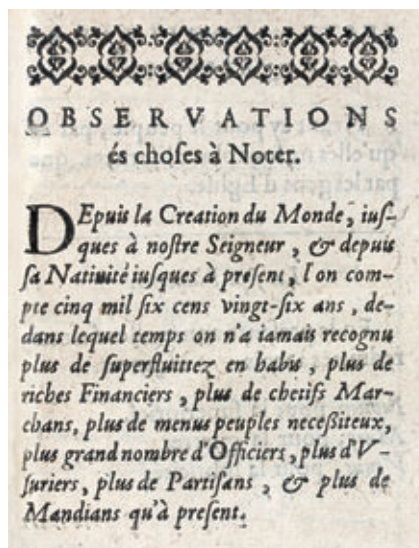 OBSERVATIONS
és choſes à Noter.
DEpuis la Creation du Monde, iuſ-
ques à noſtre Seigneur, & depuis
ſa Natiuité iuſques à preſent, l'on com-
pte cinq mil ſix cens vingt-ſix ans, de-
dans lequel temps on n'a iamais recognu
plus de ſuperfluittez en habis, plus de
riches Financiers, plus de chetifs Mar-
chans, plus de menus peuples neceßiteux,
plus grand nombre d'Officiers, plus d'V-
ſuriers, plus de Partiſans, & plus de
Mandians qu'à preſent.